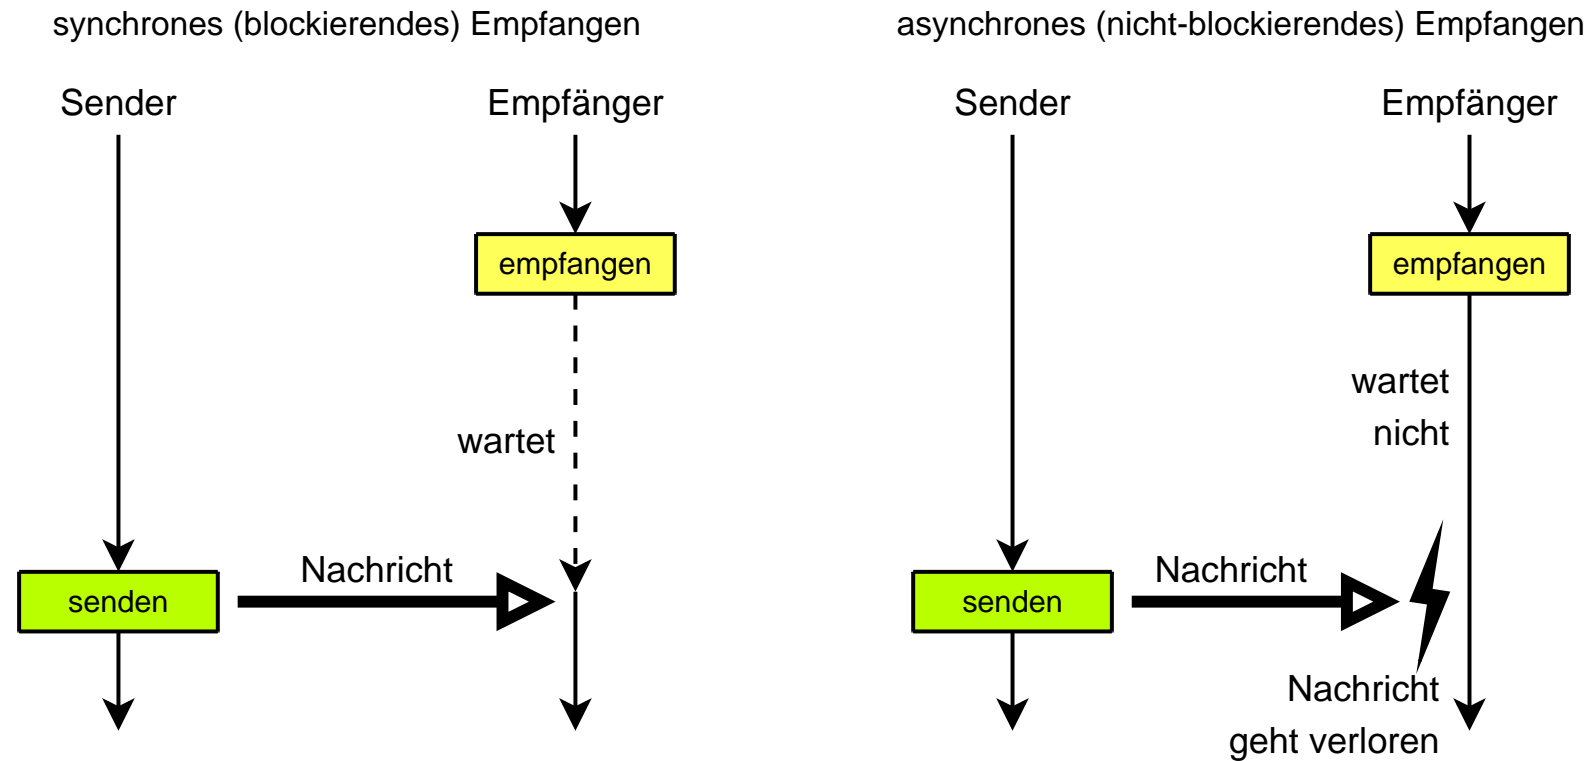 synchrones (blockierendes) Empfangen
Sender
Empfänger
empfangen
wartet
Nachricht
senden
asynchrones (nicht-blockierendes) Empfangen
Sender
Empfänger
empfangen
wartet
nicht
Nachricht
senden
Nachricht
geht verloren